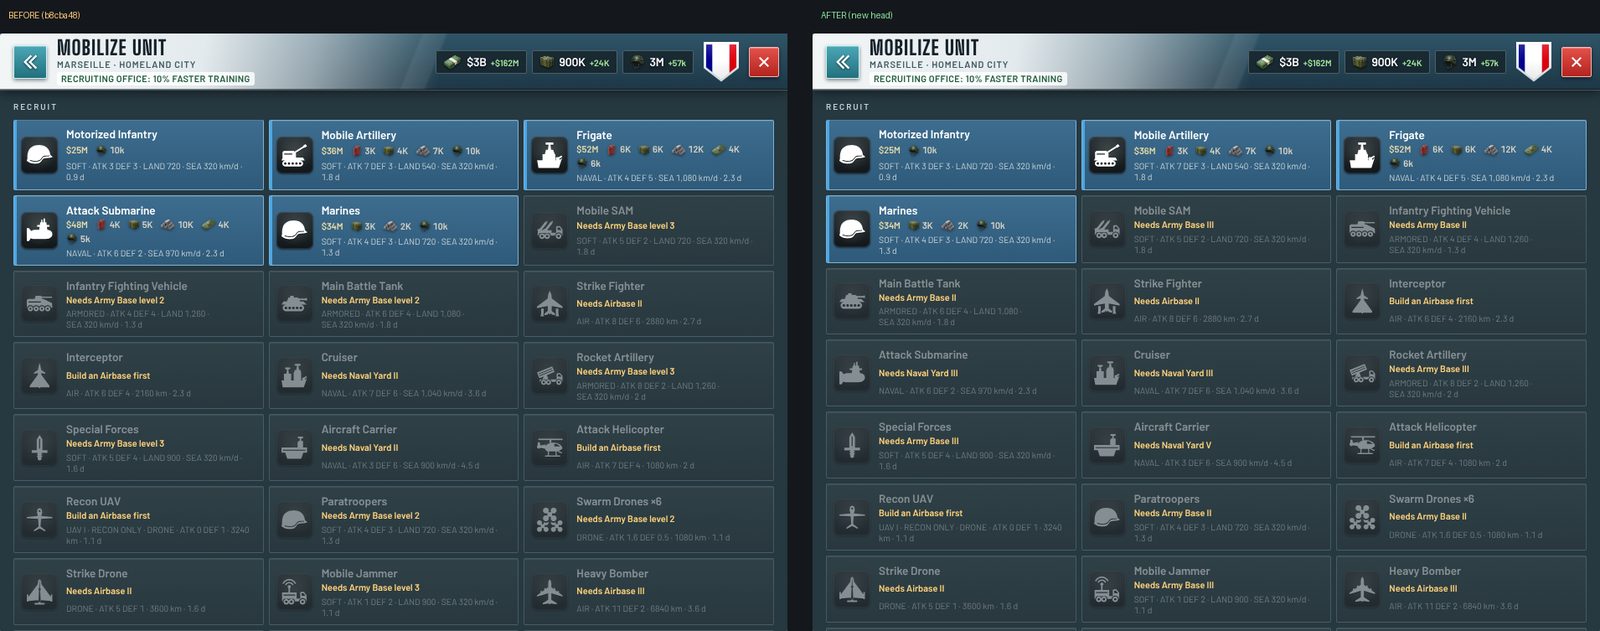 BEFORE (b8cba48)
MOBILIZE UNIT
MARSEILLE · HOMELAND CITY
RECRUITING OFFICE: 10% FASTER TRAINING
$3B +$162M
900K +24K
3M +57k
RECRUIT
Motorized Infantry
$25M 10k
SOFT · ATK 3 DEF 3 · LAND 720 · SEA 320 km/d ·
0.9 d
Mobile Artillery
$36M 3K 4K 7K 10k
SOFT · ATK 7 DEF 3 · LAND 540 · SEA 320 km/d ·
1.8 d
Frigate
$52M 6K 6K 12K 4K
6k
NAVAL · ATK 4 DEF 5 · SEA 1,080 km/d · 2.3 d
Attack Submarine
$48M 4K 5K 10K 4K
5k
NAVAL · ATK 6 DEF 2 · SEA 970 km/d · 2.3 d
Marines
$34M 3K 2K 10k
SOFT · ATK 4 DEF 3 · LAND 720 · SEA 320 km/d ·
1.3 d
Mobile SAM
Needs Army Base level 3
SOFT · ATK 5 DEF 2 · LAND 720 · SEA 320 km/d ·
1.8 d
Infantry Fighting Vehicle
Needs Army Base level 2
ARMORED · ATK 4 DEF 4 · LAND 1,260 ·
SEA 320 km/d · 1.3 d
Main Battle Tank
Needs Army Base level 2
ARMORED · ATK 6 DEF 6 · LAND 1,080 ·
SEA 320 km/d · 1.8 d
Strike Fighter
Needs Airbase II
AIR · ATK 8 DEF 6 · 2880 km · 2.7 d
Interceptor
Build an Airbase first
AIR · ATK 6 DEF 4 · 2160 km · 2.3 d
Cruiser
Needs Naval Yard II
NAVAL · ATK 7 DEF 6 · SEA 1,040 km/d · 3.6 d
Rocket Artillery
Needs Army Base level 3
ARMORED · ATK 8 DEF 2 · LAND 1,260 ·
SEA 320 km/d · 2 d
Special Forces
Needs Army Base level 3
SOFT · ATK 5 DEF 4 · LAND 900 · SEA 320 km/d ·
1.6 d
Aircraft Carrier
Needs Naval Yard II
NAVAL · ATK 3 DEF 6 · SEA 900 km/d · 4.5 d
Attack Helicopter
Build an Airbase first
AIR · ATK 7 DEF 4 · 1080 km · 2 d
Recon UAV
Build an Airbase first
UAV I · RECON ONLY · DRONE · ATK 0 DEF 1 · 3240
km · 1.1 d
Paratroopers
Needs Army Base level 2
SOFT · ATK 4 DEF 3 · LAND 720 · SEA 320 km/d ·
1.3 d
Swarm Drones ×6
Needs Army Base level 2
DRONE · ATK 1.6 DEF 0.5 · 1080 km · 1.1 d
Strike Drone
Needs Airbase II
DRONE · ATK 5 DEF 1 · 3600 km · 1.6 d
Mobile Jammer
Needs Army Base level 3
SOFT · ATK 1 DEF 2 · LAND 900 · SEA 320 km/d ·
1.1 d
Heavy Bomber
Needs Airbase III
AIR · ATK 11 DEF 2 · 6840 km · 3.6 d
AFTER (new head)
MOBILIZE UNIT
MARSEILLE · HOMELAND CITY
RECRUITING OFFICE: 10% FASTER TRAINING
$3B +$162M
900K +24K
3M +57k
RECRUIT
Motorized Infantry
$25M 10k
SOFT · ATK 3 DEF 3 · LAND 720 · SEA 320 km/d ·
0.9 d
Mobile Artillery
$36M 3K 4K 7K 10k
SOFT · ATK 7 DEF 3 · LAND 540 · SEA 320 km/d ·
1.8 d
Frigate
$52M 6K 6K 12K 4K
6k
NAVAL · ATK 4 DEF 5 · SEA 1,080 km/d · 2.3 d
Marines
$34M 3K 2K 10k
SOFT · ATK 4 DEF 3 · LAND 720 · SEA 320 km/d ·
1.3 d
Mobile SAM
Needs Army Base III
SOFT · ATK 5 DEF 2 · LAND 720 · SEA 320 km/d ·
1.8 d
Infantry Fighting Vehicle
Needs Army Base II
ARMORED · ATK 4 DEF 4 · LAND 1,260 ·
SEA 320 km/d · 1.3 d
Main Battle Tank
Needs Army Base II
ARMORED · ATK 6 DEF 6 · LAND 1,080 ·
SEA 320 km/d · 1.8 d
Strike Fighter
Needs Airbase II
AIR · ATK 8 DEF 6 · 2880 km · 2.7 d
Interceptor
Build an Airbase first
AIR · ATK 6 DEF 4 · 2160 km · 2.3 d
Attack Submarine
Needs Naval Yard III
NAVAL · ATK 6 DEF 2 · SEA 970 km/d · 2.3 d
Cruiser
Needs Naval Yard III
NAVAL · ATK 7 DEF 6 · SEA 1,040 km/d · 3.6 d
Rocket Artillery
Needs Army Base III
ARMORED · ATK 8 DEF 2 · LAND 1,260 ·
SEA 320 km/d · 2 d
Special Forces
Needs Army Base III
SOFT · ATK 5 DEF 4 · LAND 900 · SEA 320 km/d ·
1.6 d
Aircraft Carrier
Needs Naval Yard V
NAVAL · ATK 3 DEF 6 · SEA 900 km/d · 4.5 d
Attack Helicopter
Build an Airbase first
AIR · ATK 7 DEF 4 · 1080 km · 2 d
Recon UAV
Build an Airbase first
UAV I · RECON ONLY · DRONE · ATK 0 DEF 1 · 3240
km · 1.1 d
Paratroopers
Needs Army Base II
SOFT · ATK 4 DEF 3 · LAND 720 · SEA 320 km/d ·
1.3 d
Swarm Drones ×6
Needs Army Base II
DRONE · ATK 1.6 DEF 0.5 · 1080 km · 1.1 d
Strike Drone
Needs Airbase II
DRONE · ATK 5 DEF 1 · 3600 km · 1.6 d
Mobile Jammer
Needs Army Base III
SOFT · ATK 1 DEF 2 · LAND 900 · SEA 320 km/d ·
1.1 d
Heavy Bomber
Needs Airbase III
AIR · ATK 11 DEF 2 · 6840 km · 3.6 d